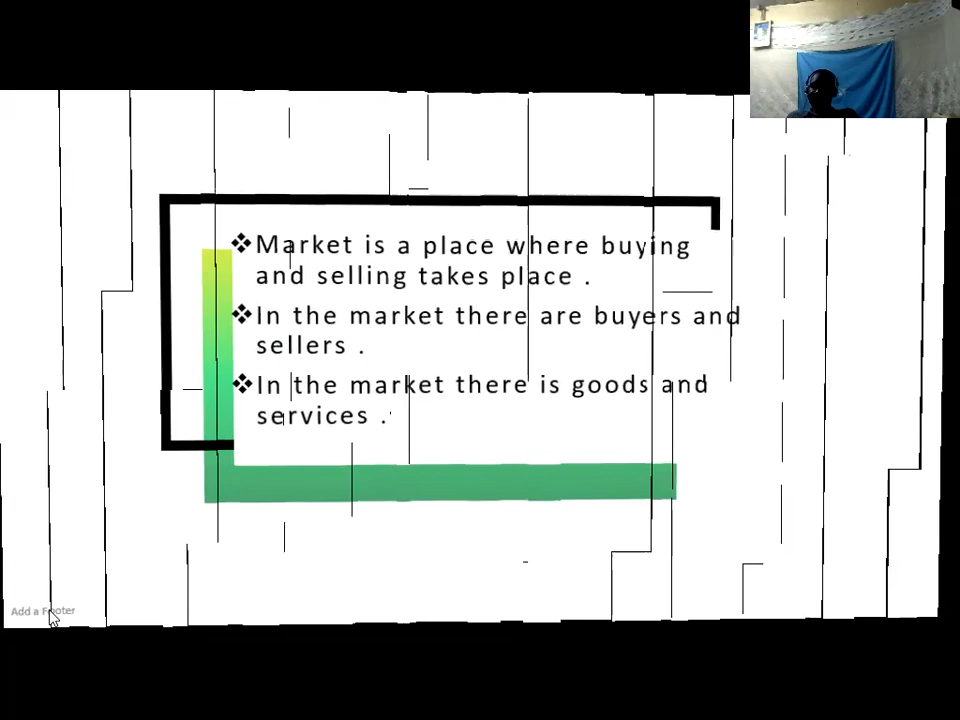 ❖Market is a place where buying
and selling takes place .
❖In the market there are buyers and
sellers .
❖In the market there is goods and
services .
Add a Footer